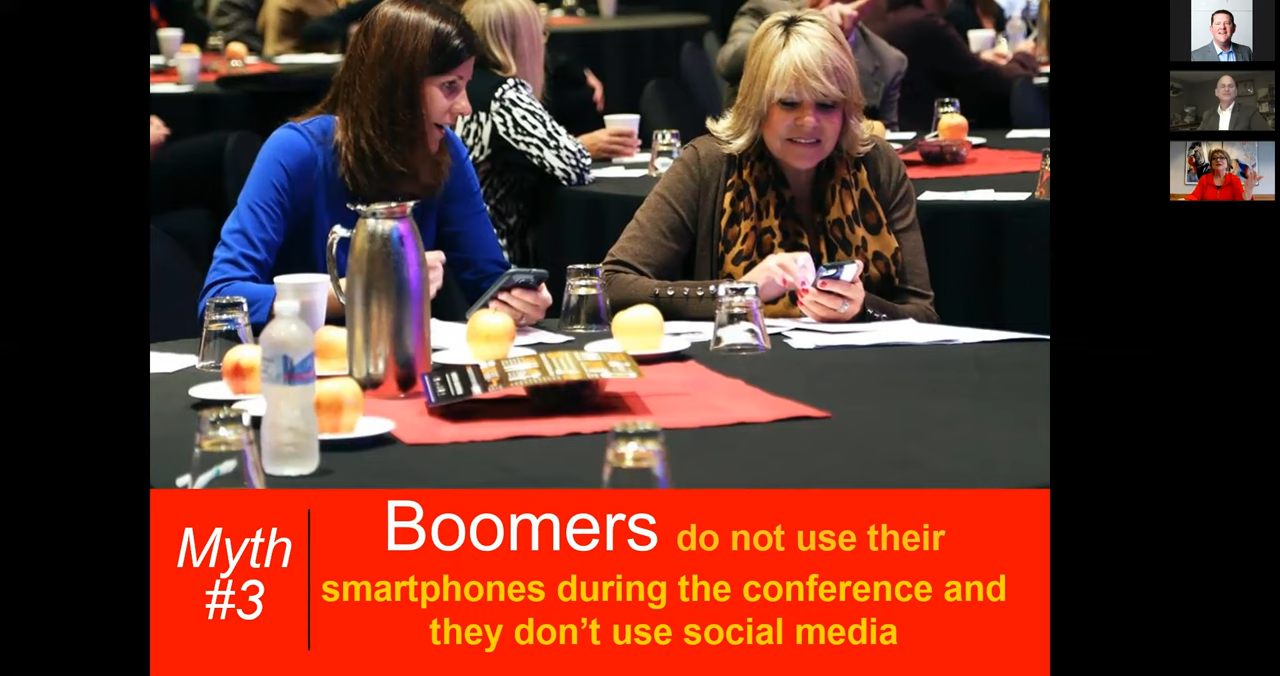 Myth
#3
Boomers do not use their
smartphones during the conference and
they don’t use social media